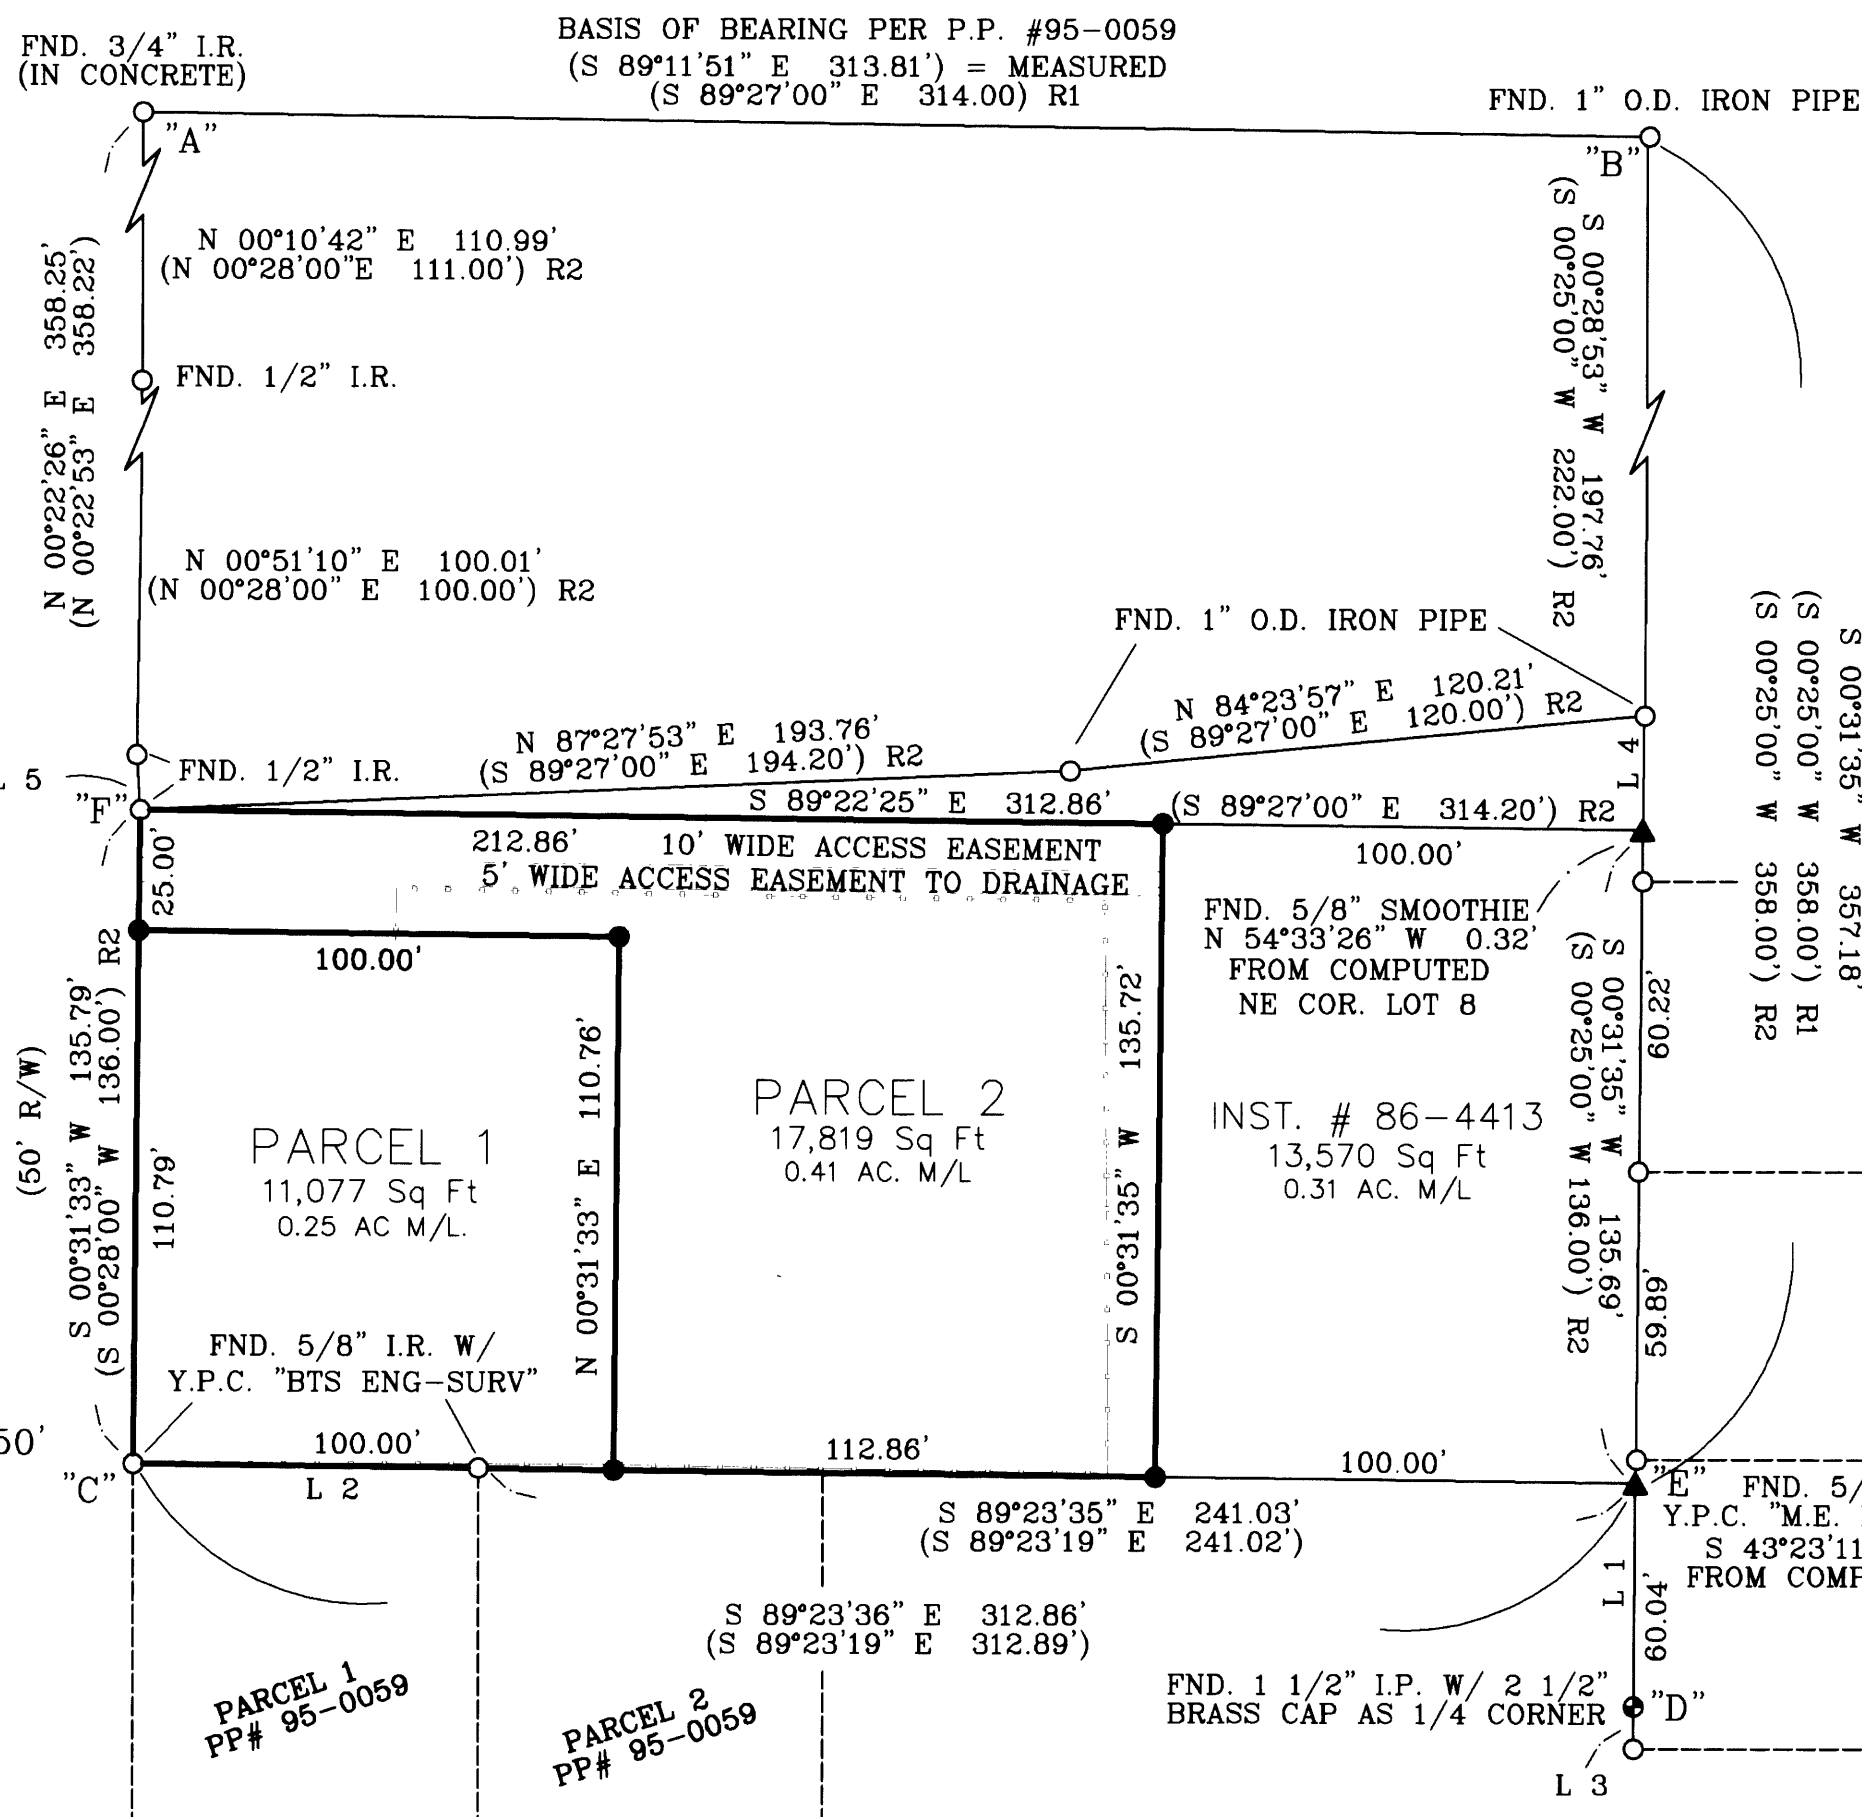 BASIS OF BEARING PER P.P. #95-0059
(S 89°11'51" E 313.81') = MEASURED
(S 89°27'00" E 314.00) R1
FND. 3/4" I.R.
(IN CONCRETE)
FND. 1" O.D. IRON PIPE
"A"
"B"
N 00°10'42" E 110.99'
(N 00°28'00"E 111.00') R2
N 00°22'26" E 358.25'
(N 00°22'53" E 358.22')
S 00°28'53" W 197.76'
(S 00°25'00" W 222.00') R2
FND. 1/2" I.R.
N 00°51'10" E 100.01'
(N 00°28'00" E 100.00') R2
FND. 1" O.D. IRON PIPE
S 00°31'35" W 357.18'
(S 00°25'00" W 358.00') R1
(S 00°25'00" W 358.00') R2
N 87°27'53" E 193.76'
(S 89°27'00" E 194.20') R2
N 84°23'57" E 120.21'
(S 89°27'00" E 120.00') R2
L 4
5
FND. 1/2" I.R.
"F"
S 89°22'25" E 312.86'
(S 89°27'00" E 314.20') R2
212.86'
10' WIDE ACCESS EASEMENT
100.00'
5' WIDE ACCESS EASEMENT TO DRAINAGE
25.00'
100.00'
FND. 5/8" SMOOTHIE
N 54°33'26" W 0.32'
FROM COMPUTED
NE COR. LOT 8
(50' R/W)
S 00°31'33" W 135.79'
(S 00°28'00" W 136.00') R2
110.79'
N 00°31'33" E 110.76'
S 00°31'35" W 135.72'
S 00°31'35" W 135.69'
(S 00°25'00" W 136.00') R2
60.22'
59.89'
PARCEL 1
11,077 Sq Ft
0.25 AC M/L.
PARCEL 2
17,819 Sq Ft
0.41 AC. M/L
INST. # 86-4413
13,570 Sq Ft
0.31 AC. M/L
FND. 5/8" I.R. W/
Y.P.C. "BTS ENG-SURV"
50'
"C"
100.00'
L 2
112.86'
100.00'
"E"
S 89°23'35" E 241.03'
(S 89°23'19" E 241.02')
FND. 5/
Y.P.C. "M.E.
S 43°23'11
FROM COMP
L 1
60.04'
S 89°23'36" E 312.86'
(S 89°23'19" E 312.89')
PARCEL 1
PP# 95-0059
PARCEL 2
PP# 95-0059
FND. 1 1/2" I.P. W/ 2 1/2"
BRASS CAP AS 1/4 CORNER
"D"
L 3